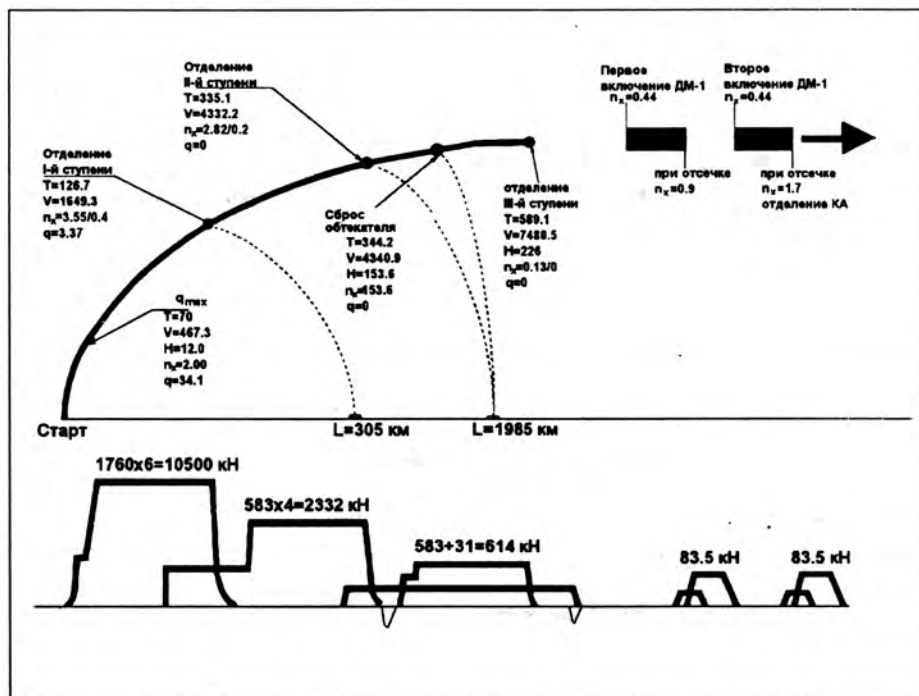 Отделение
II-й ступени
T=335.1
V=4332.2
nx=2.82/0.2
q=0
Первое
включение ДМ-1
nx=0.44
Второе
включение ДМ-1
nx=0.44
при отсечке
nx=0.9
при отсечке
nx=1.7
отделение КА
Отделение
I-й ступени
T=126.7
V=1649.3
nx=3.55/0.4
q=3.37
Сброс
обтекателя
T=344.2
V=4340.9
H=153.6
nx=153.6
q=0
отделение
III-й ступени
T=589.1
V=7488.5
H=226
nx=0.13/0
q=0
qmax
T=70
V=467.3
H=12.0
nx=2.00
q=34.1
Старт
L=305 км
L=1985 км
1760x6=10500 кН
583x4=2332 кН
583+31=614 кН
83.5 кН
83.5 кН